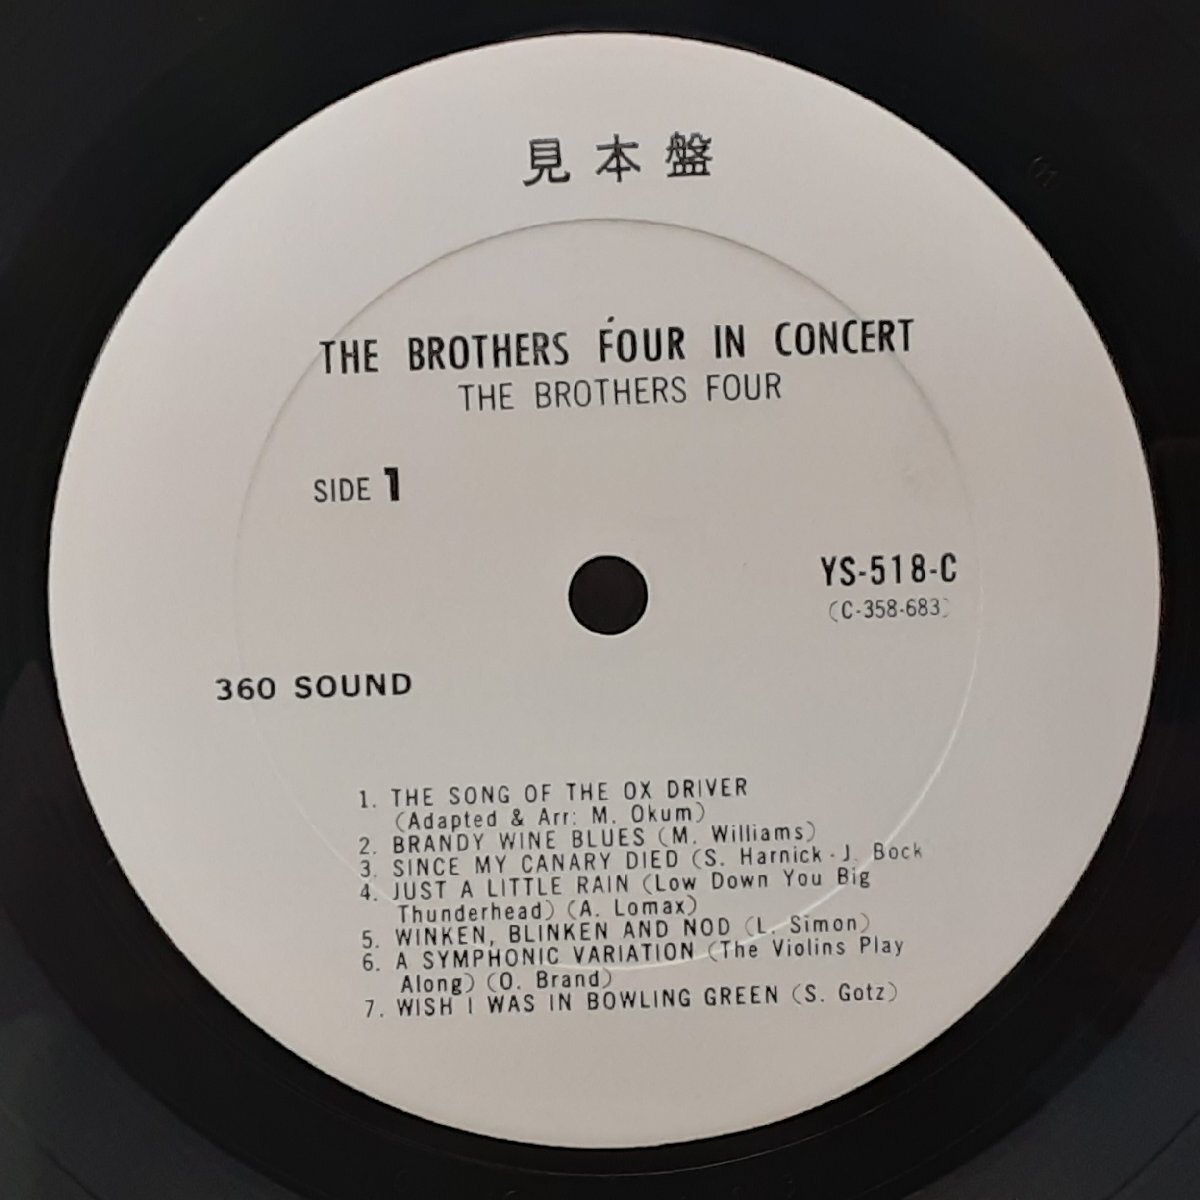 見本盤
THE BROTHERS FOUR IN CONCERT
THE BROTHERS FOUR
SIDE 1
YS-518-C
(C-358-683)
360 SOUND
1. THE SONG OF THE OX DRIVER
(Adapted & Arr: M. Okum)
2. BRANDY WINE BLUES (M. Williams)
3. SINCE MY CANARY DIED (S. Harnick-J. Bock
4. JUST A LITTLE RAIN (Low Down You Big
Thunderhead) (A. Lomax)
5. WINKEN, BLINKEN AND NOD (L. Simon)
6. A SYMPHONIC VARIATION (The Violins Play
Along) (O. Brand)
7. WISH I WAS IN BOWLING GREEN (S. Gotz)